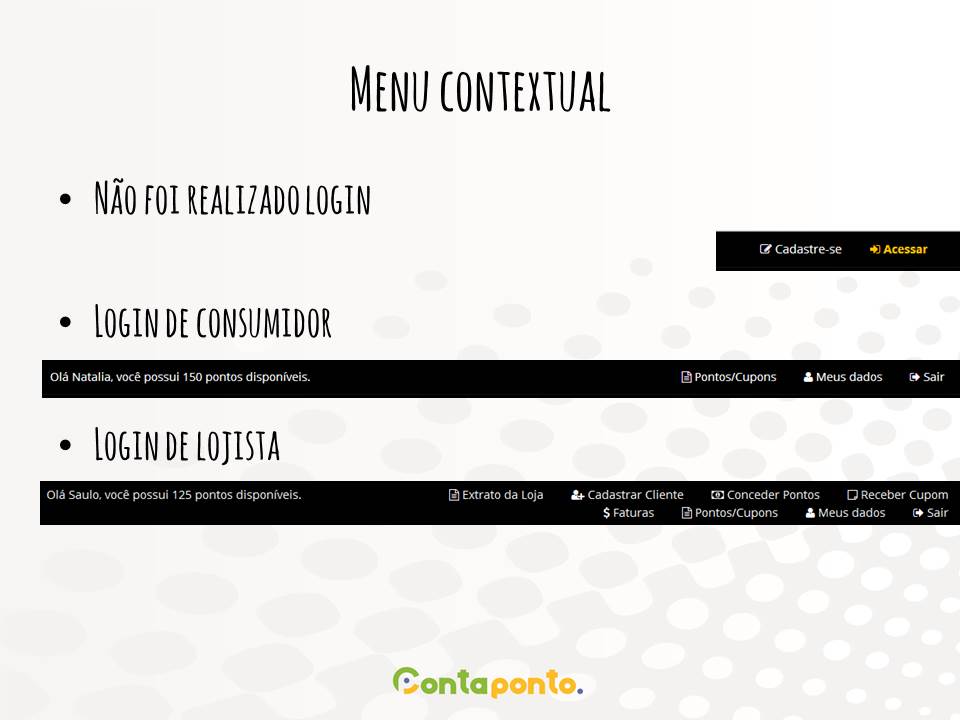 Menu contextual
• Não foi realizado login
Cadastre-se Acessar
• Login de consumidor
Olá Natalia, você possui 150 pontos disponíveis. Pontos/Cupons Meus dados Sair
• Login de lojista
Olá Saulo, você possui 125 pontos disponíveis. Extrato da Loja Cadastrar Cliente Conceder Pontos Receber Cupom
Faturas Pontos/Cupons Meus dados Sair
Contaponto.